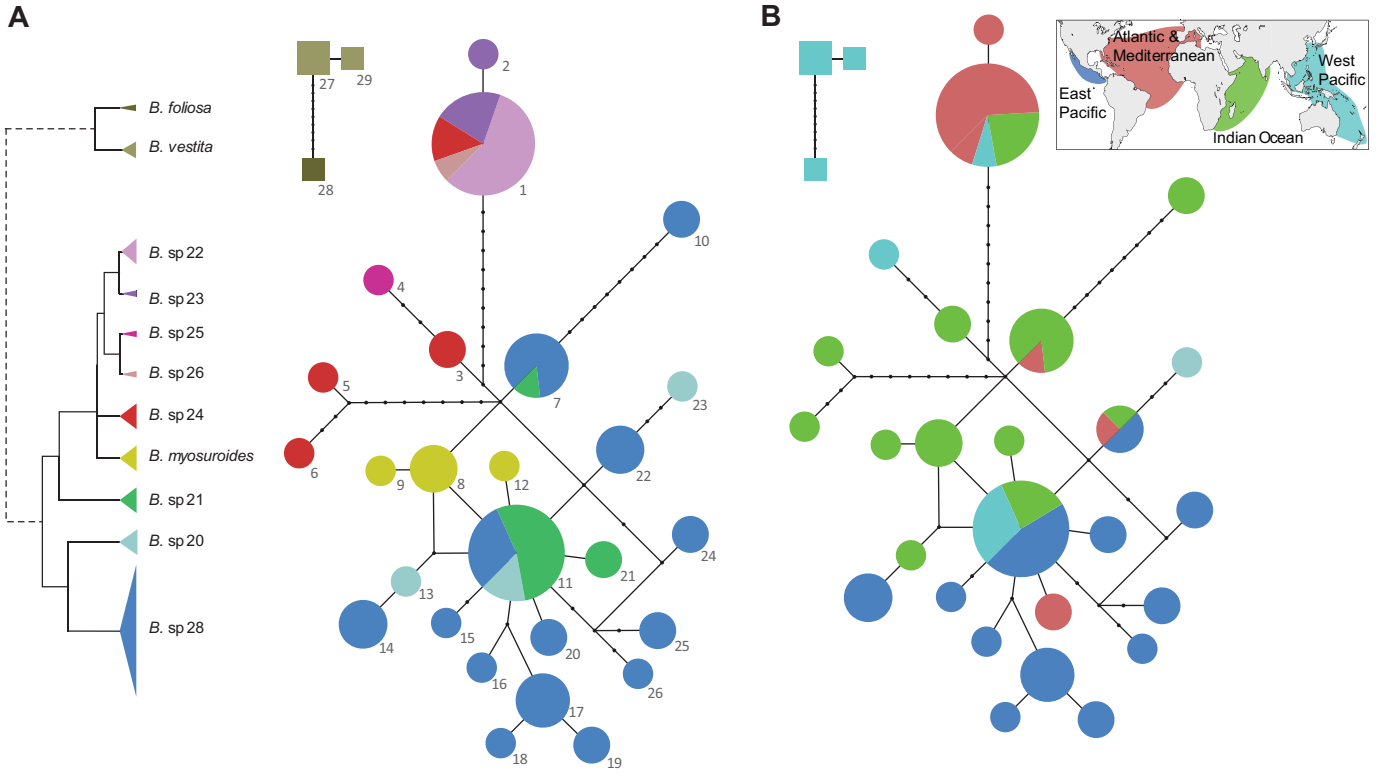 A
B. foliosa
B. vestita
B. sp 22
B. sp 23
B. sp 25
B. sp 26
B. sp 24
B. myosuroides
B. sp 21
B. sp 20
B. sp 28
27
29
28
2
1
10
4
3
7
5
6
23
22
9
8
12
24
11
21
13
14
15
20
25
16
26
17
18
19
B
Atlantic &
Mediterranean
West
Pacific
East
Pacific
Indian Ocean